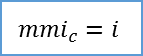 mmi_c = i